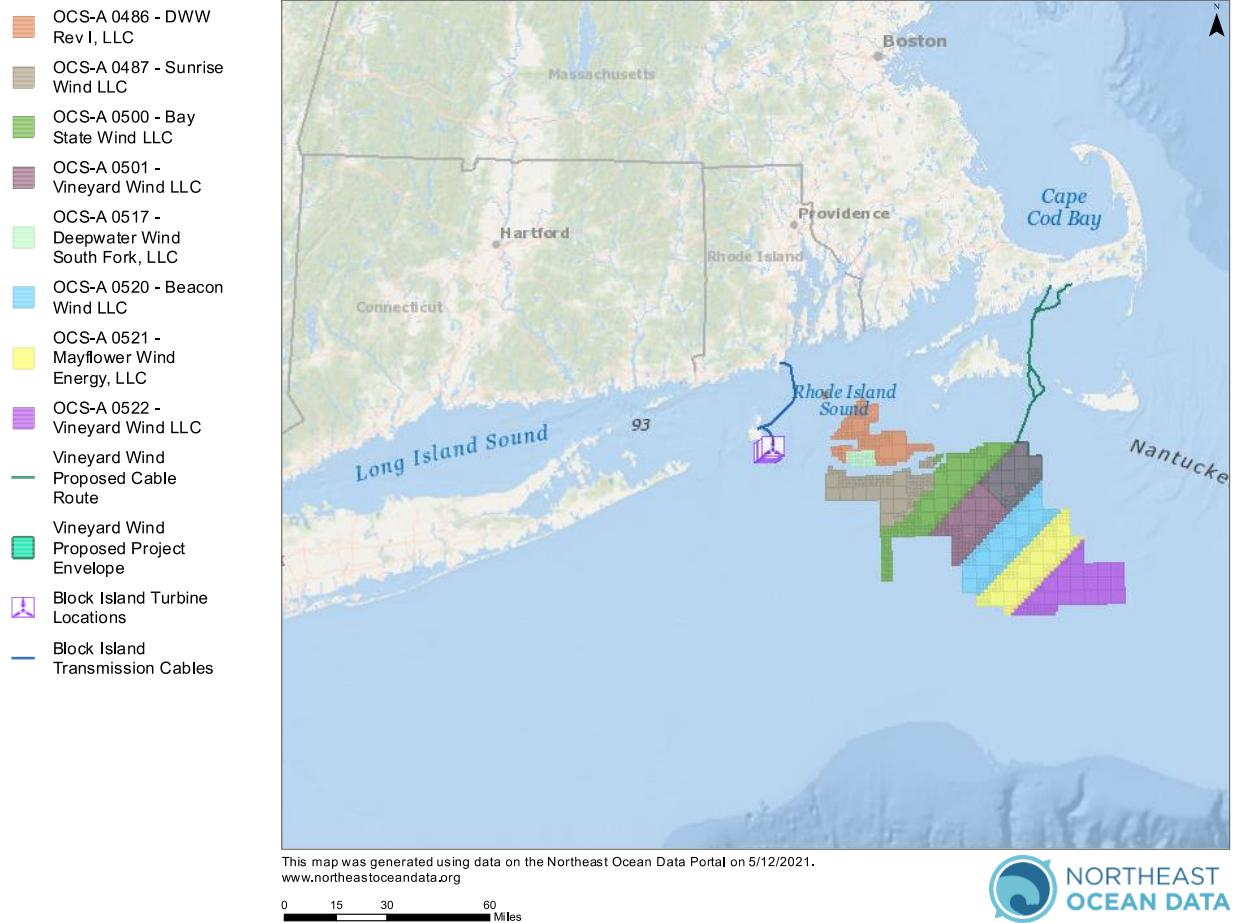 OCS-A 0486 - DWW
Rev I, LLC
OCS-A 0487 - Sunrise
Wind LLC
OCS-A 0500 - Bay
State Wind LLC
OCS-A 0501 -
Vineyard Wind LLC
OCS-A 0517 -
Deepwater Wind
South Fork, LLC
OCS-A 0520 - Beacon
Wind LLC
OCS-A 0521 -
Mayflower Wind
Energy, LLC
OCS-A 0522 -
Vineyard Wind LLC
Vineyard Wind
Proposed Cable
Route
Vineyard Wind
Proposed Project
Envelope
Block Island Turbine
Locations
Block Island
Transmission Cables
N
Boston
Massachusetts
Cape
Cod Bay
Providence
Hartford
Rhode Island
Connecticut
Rhode Island
Sound
93
Long Island Sound
Nantucke
This map was generated using data on the Northeast Ocean Data Portal on 5/12/2021.
www.northeastoceandata.org
0 15 30 60
Miles
NORTHEAST
OCEAN DATA